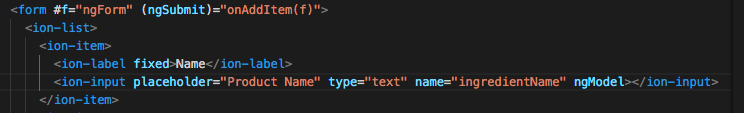 <form #f="ngForm" (ngSubmit)="onAddItem(f)">
<ion-list>
<ion-item>
<ion-label fixed>Name</ion-label>
<ion-input placeholder="Product Name" type="text" name="ingredientName" ngModel></ion-input>
</ion-item>